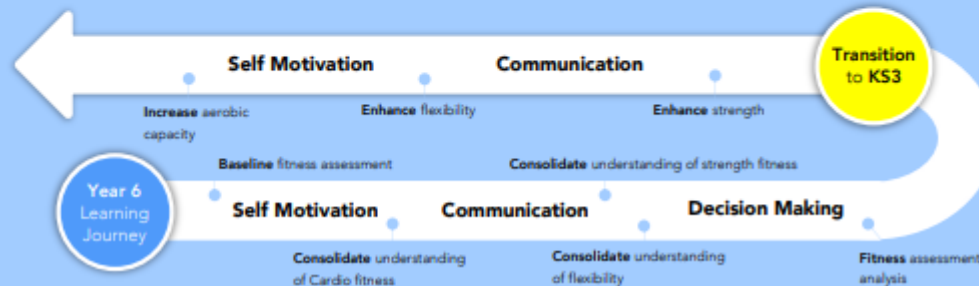 Self Motivation
Communication
Transition
to KS3
Increase aerobic
capacity
Enhance flexibility
Enhance strength
Baseline fitness assessment
Consolidate understanding of strength fitness
Year 6
Learning
Journey
Self Motivation
Communication
Decision Making
Consolidate understanding
of Cardio fitness
Consolidate understanding
of flexibility
Fitness assessment
analysis